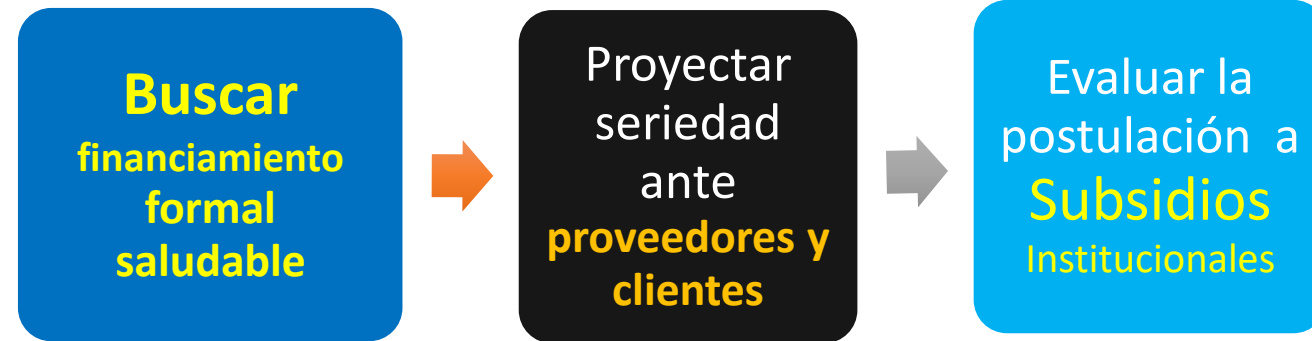 Buscar
financiamiento
formal
saludable
Proyectar
seriedad
ante
proveedores y
clientes
Evaluar la
postulación a
Subsidios
Institucionales